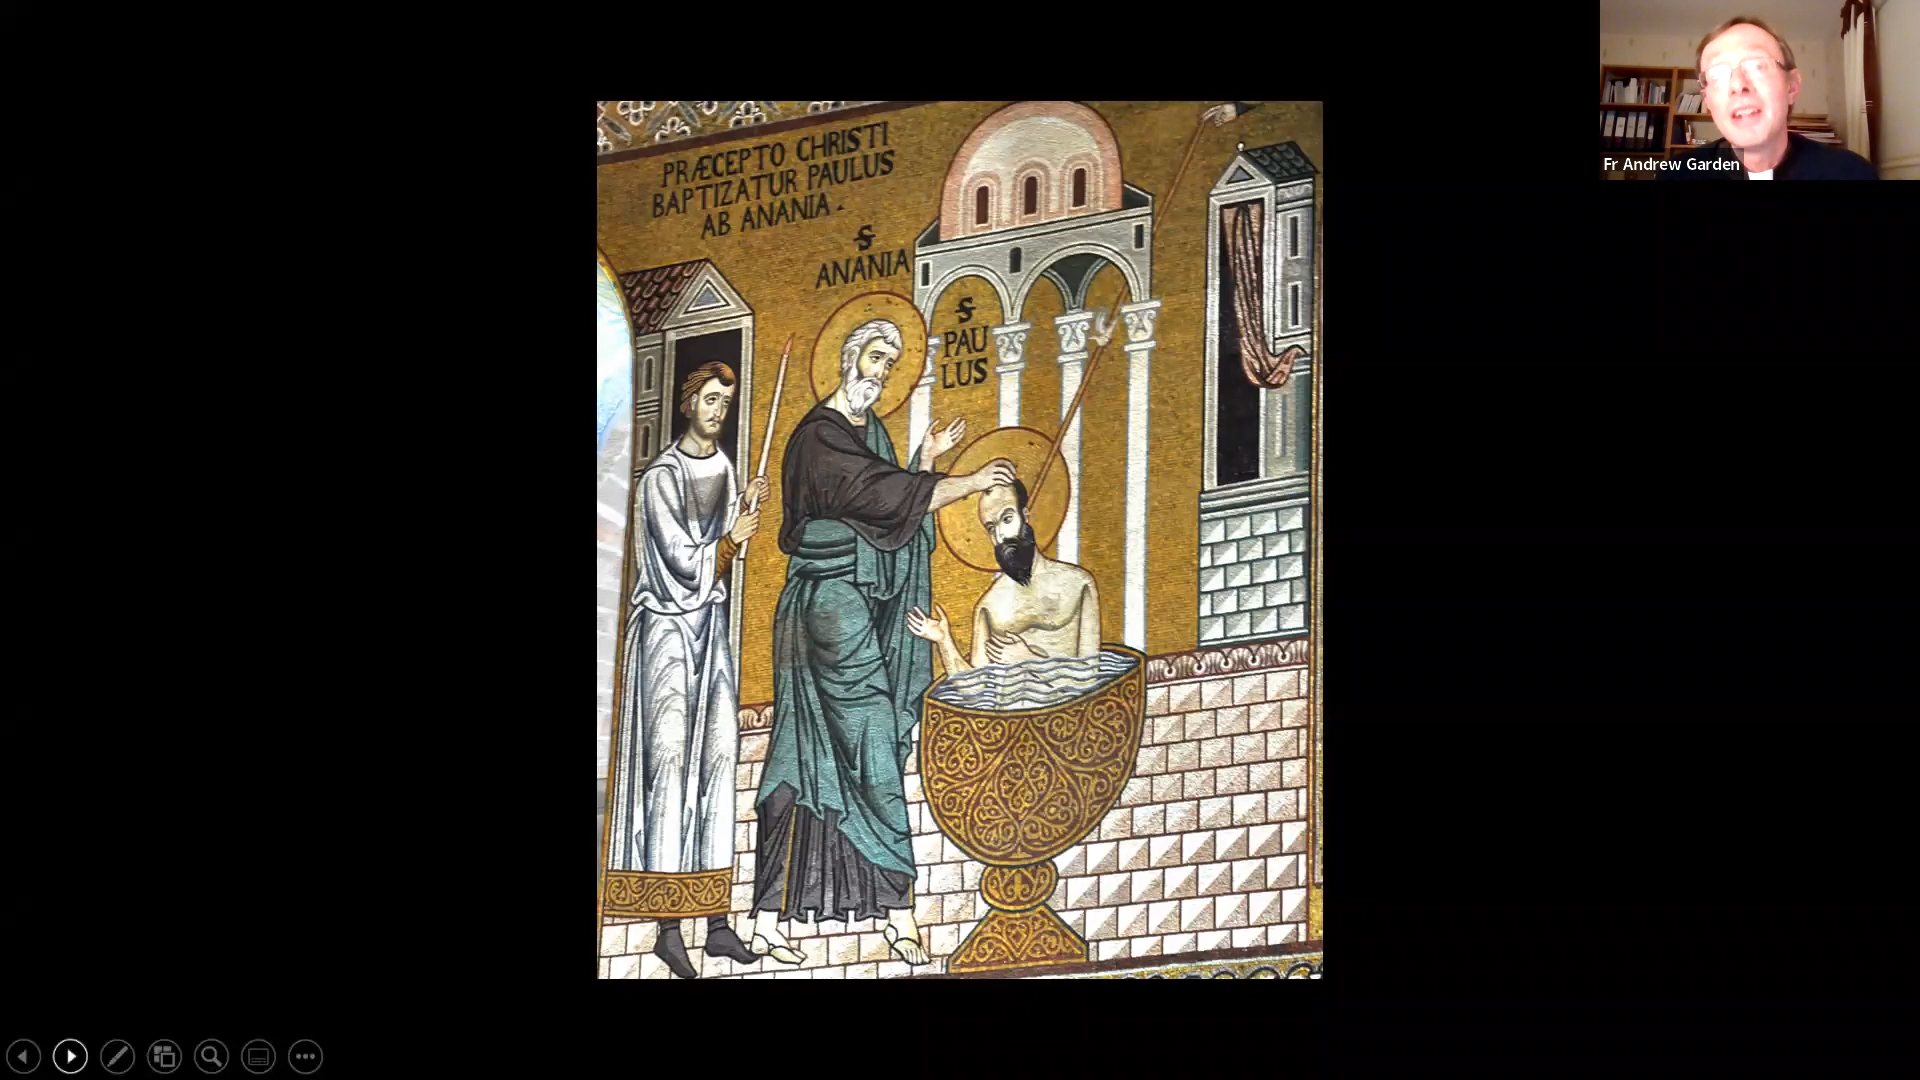 PRÆCEPTO CHRISTI
BAPTIZATUR PAULUS
AB ANANIA.
S
ANANIA
S
PAU
LUS
Fr Andrew Garden